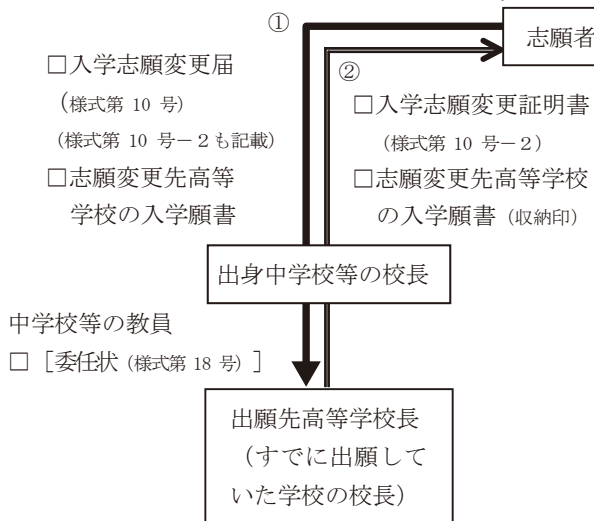 ①
志願者
□入学志願変更届
(様式第 10 号)
(様式第 10 号－２も記載)
□志願変更先高等
学校の入学願書
②
□入学志願変更証明書
(様式第 10 号－２)
□志願変更先高等学校
の入学願書 (収納印)
出身中学校等の校長
中学校等の教員
□［委任状 (様式第 18 号) ］
出願先高等学校長
（すでに出願して
いた学校の校長）